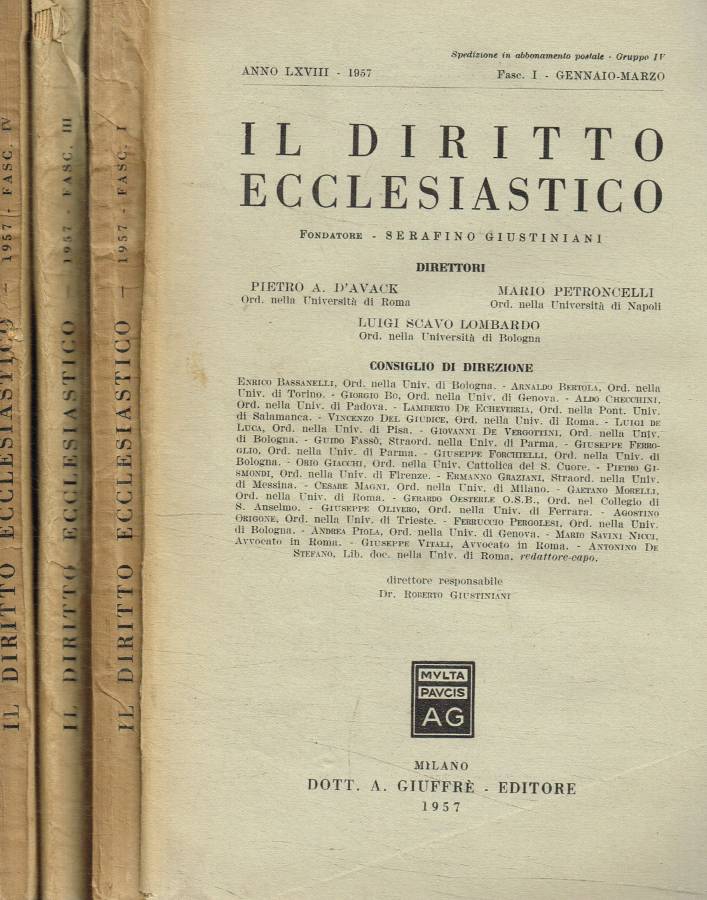 IL DIRITTO ECCLESIASTICO — 1957 - FASC. IV
IL DIRITTO ECCLESIASTICO — 1957 - FASC. III
IL DIRITTO ECCLESIASTICO — 1957 - FASC. I
Spedizione in abbonamento postale - Gruppo IV
ANNO LXVIII - 1957
Fasc. I - GENNAIO-MARZO
IL DIRITTO
ECCLESIASTICO
FONDATORE - SERAFINO GIUSTINIANI
DIRETTORI
PIETRO A. D'AVACK
Ord. nella Università di Roma
MARIO PETRONCELLI
Ord. nella Università di Napoli
LUIGI SCAVO LOMBARDO
Ord. nella Università di Bologna
CONSIGLIO DI DIREZIONE
ENRICO BASSANELLI, Ord. nella Univ. di Bologna. - ARNALDO BERTOLA, Ord. nella
Univ. di Torino. - GIORGIO BO, Ord. nella Univ. di Genova. - ALDO CHECCHINI,
Ord. nella Univ. di Padova. - LAMBERTO DE ECHEVERRIA, Ord. nella Pont. Univ.
di Salamanca. - VINCENZO DEL GIUDICE, Ord. nella Univ. di Roma. - LUIGI DE
LUCA, Ord. nella Univ. di Pisa. - GIOVANNI DE VERGOTTINI, Ord. nella Univ.
di Bologna. - GUIDO FASSÒ, Straord. nella Univ. di Parma. - GIUSEPPE FERRO-
GLIO, Ord. nella Univ. di Parma. - GIUSEPPE FORCHIELLI, Ord. nella Univ. di
Bologna. - ORIO GIACCHI, Ord. nella Univ. Cattolica del S. Cuore. - PIETRO GI-
SMONDI, Ord. nella Univ. di Firenze. - ERMANNO GRAZIANI, Straord. nella Univ.
di Messina. - CESARE MAGNI, Ord. nella Univ. di Milano. - GAETANO MORELLI,
Ord. nella Univ. di Roma. - GERARDO OESTERLE O.S.B., Ord. nel Collegio di
S. Anselmo. - GIUSEPPE OLIVERO, Ord. nella Univ. di Ferrara. - AGOSTINO
ORIGONE, Ord. nella Univ. di Trieste. - FERRUCCIO PERGOLESI, Ord. nella Univ.
di Bologna. - ANDREA PIOLA, Ord. nella Univ. di Genova. - MARIO SAVINI NICCI,
Avvocato in Roma. - GIUSEPPE VITALI, Avvocato in Roma. - ANTONINO DE
STEFANO, Lib. doc. nella Univ. di Roma, redattore-capo.
direttore responsabile
Dr. ROBERTO GIUSTINIANI
MVLTA
PAVCIS
AG
MILANO
DOTT. A. GIUFFRÈ - EDITORE
1957